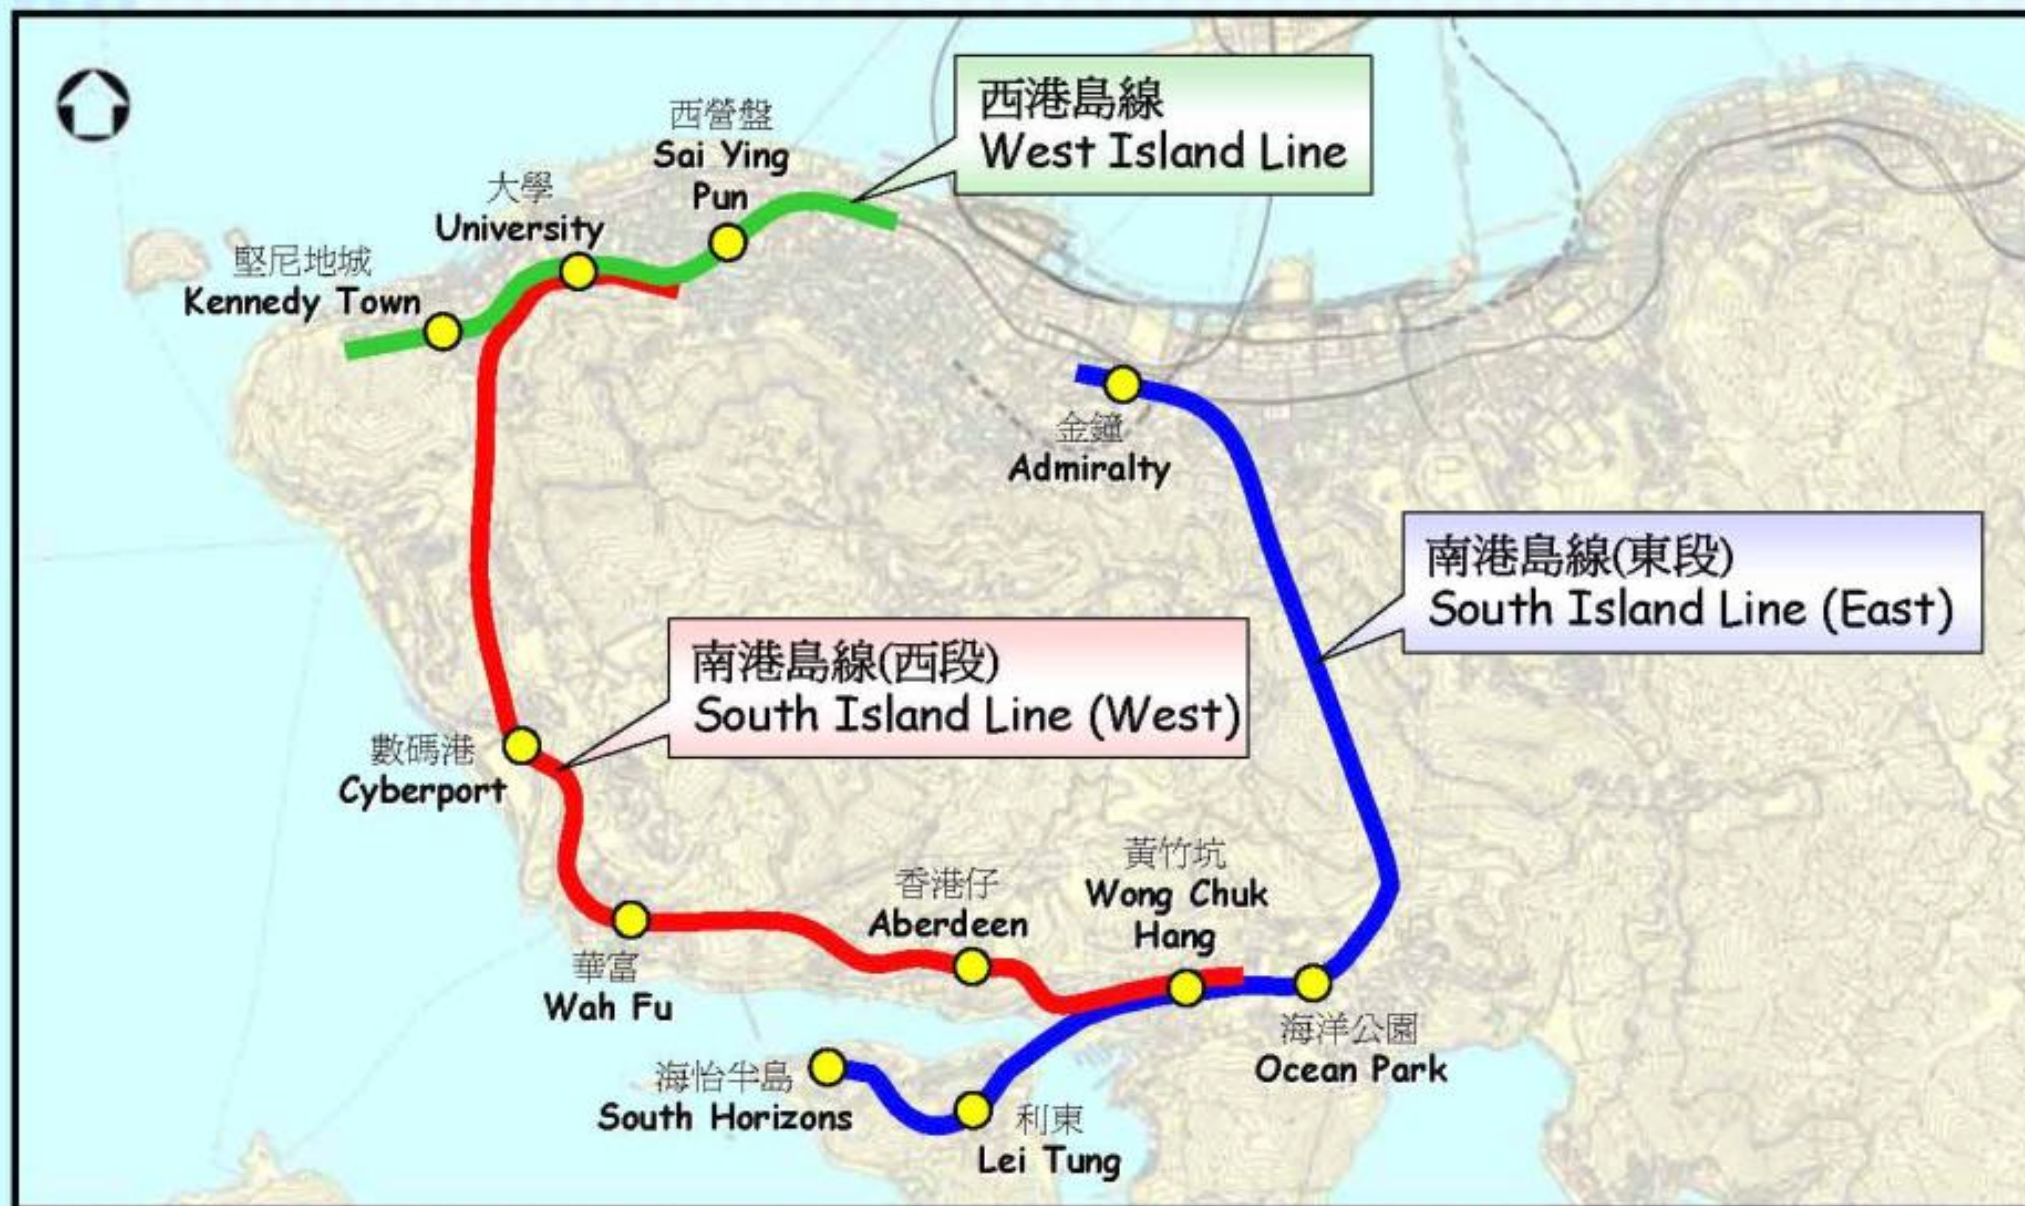 西港島線
West Island Line
西營盤
Sai Ying
Pun
大學
University
堅尼地城
Kennedy Town
金鐘
Admiralty
南港島線(東段)
South Island Line (East)
南港島線(西段)
South Island Line (West)
數碼港
Cyberport
黃竹坑
Wong Chuk
Hang
香港仔
Aberdeen
華富
Wah Fu
海洋公園
Ocean Park
海怡半島
South Horizons
利東
Lei Tung